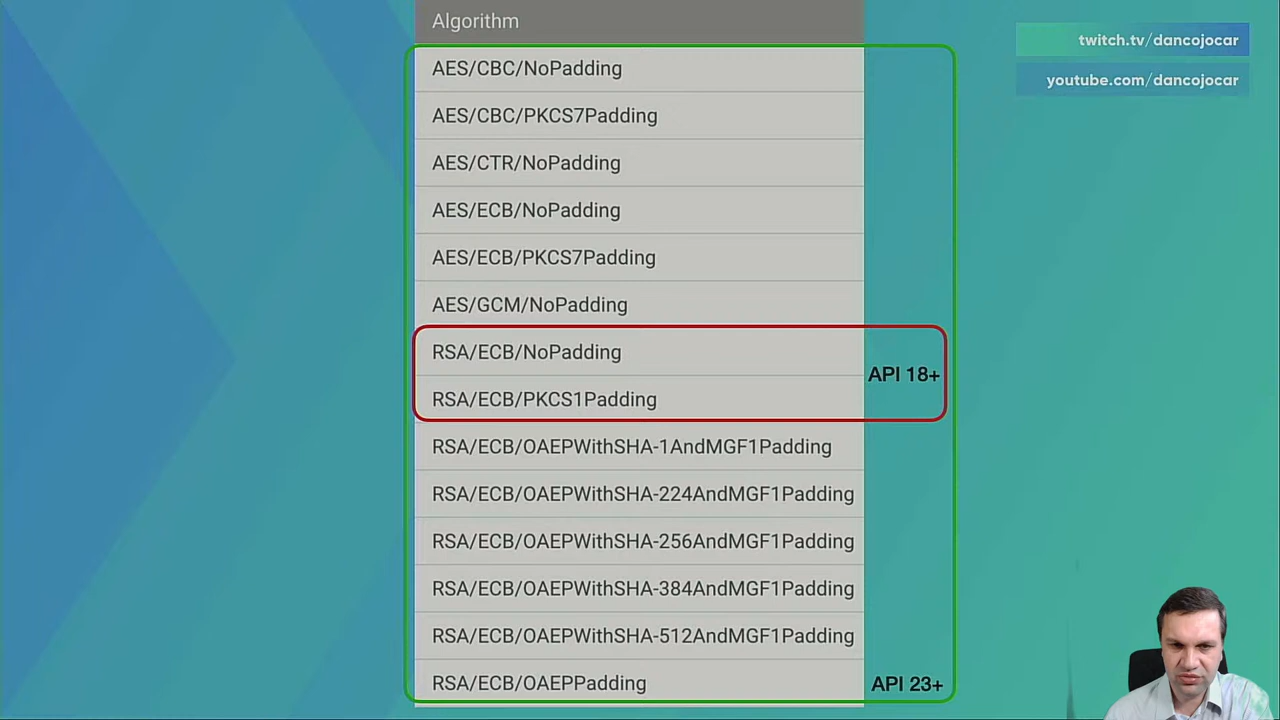 Algorithm
twitch.tv/dancojocar
youtube.com/dancojocar
AES/CBC/NoPadding
AES/CBC/PKCS7Padding
AES/CTR/NoPadding
AES/ECB/NoPadding
AES/ECB/PKCS7Padding
AES/GCM/NoPadding
RSA/ECB/NoPadding
API 18+
RSA/ECB/PKCS1Padding
RSA/ECB/OAEPWithSHA-1AndMGF1Padding
RSA/ECB/OAEPWithSHA-224AndMGF1Padding
RSA/ECB/OAEPWithSHA-256AndMGF1Padding
RSA/ECB/OAEPWithSHA-384AndMGF1Padding
RSA/ECB/OAEPWithSHA-512AndMGF1Padding
RSA/ECB/OAEPPadding
API 23+